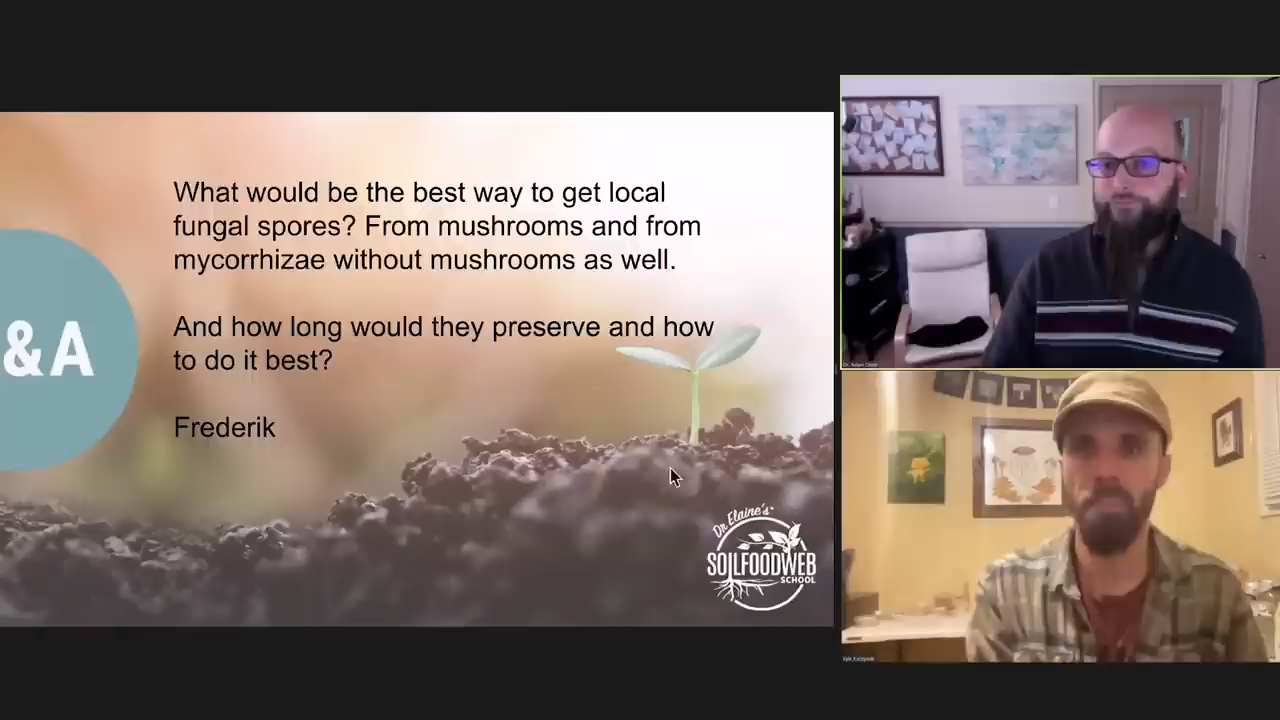 What would be the best way to get local
fungal spores? From mushrooms and from
mycorrhizae without mushrooms as well.
And how long would they preserve and how
to do it best?
Frederik
&A
Dr. Elaine's
SOILFOODWEB
SCHOOL